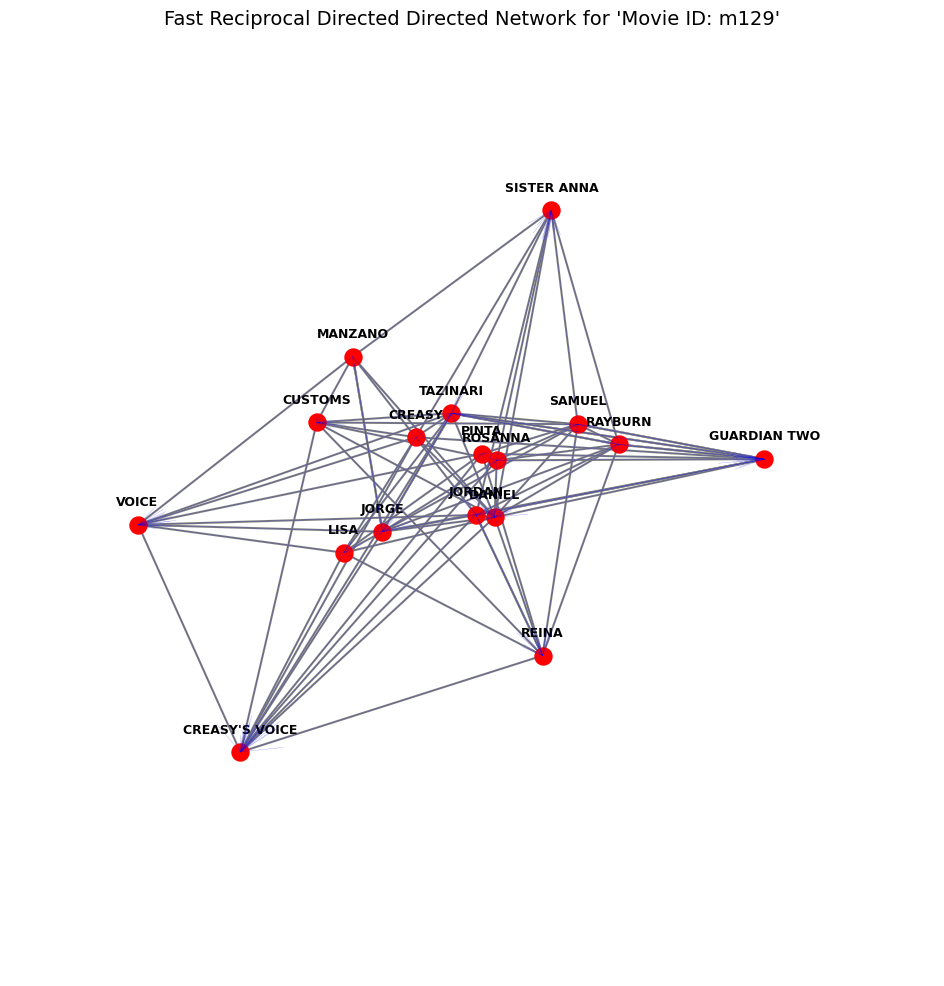 Fast Reciprocal Directed Directed Network for 'Movie ID: m129'
SISTER ANNA
MANZANO
TAZINARI
CUSTOMS
SAMUEL
CREASY
RAYBURN
PINTA
ROSANNA
GUARDIAN TWO
JORDAN
DANIEL
VOICE
JORGE
LISA
REINA
CREASY'S VOICE